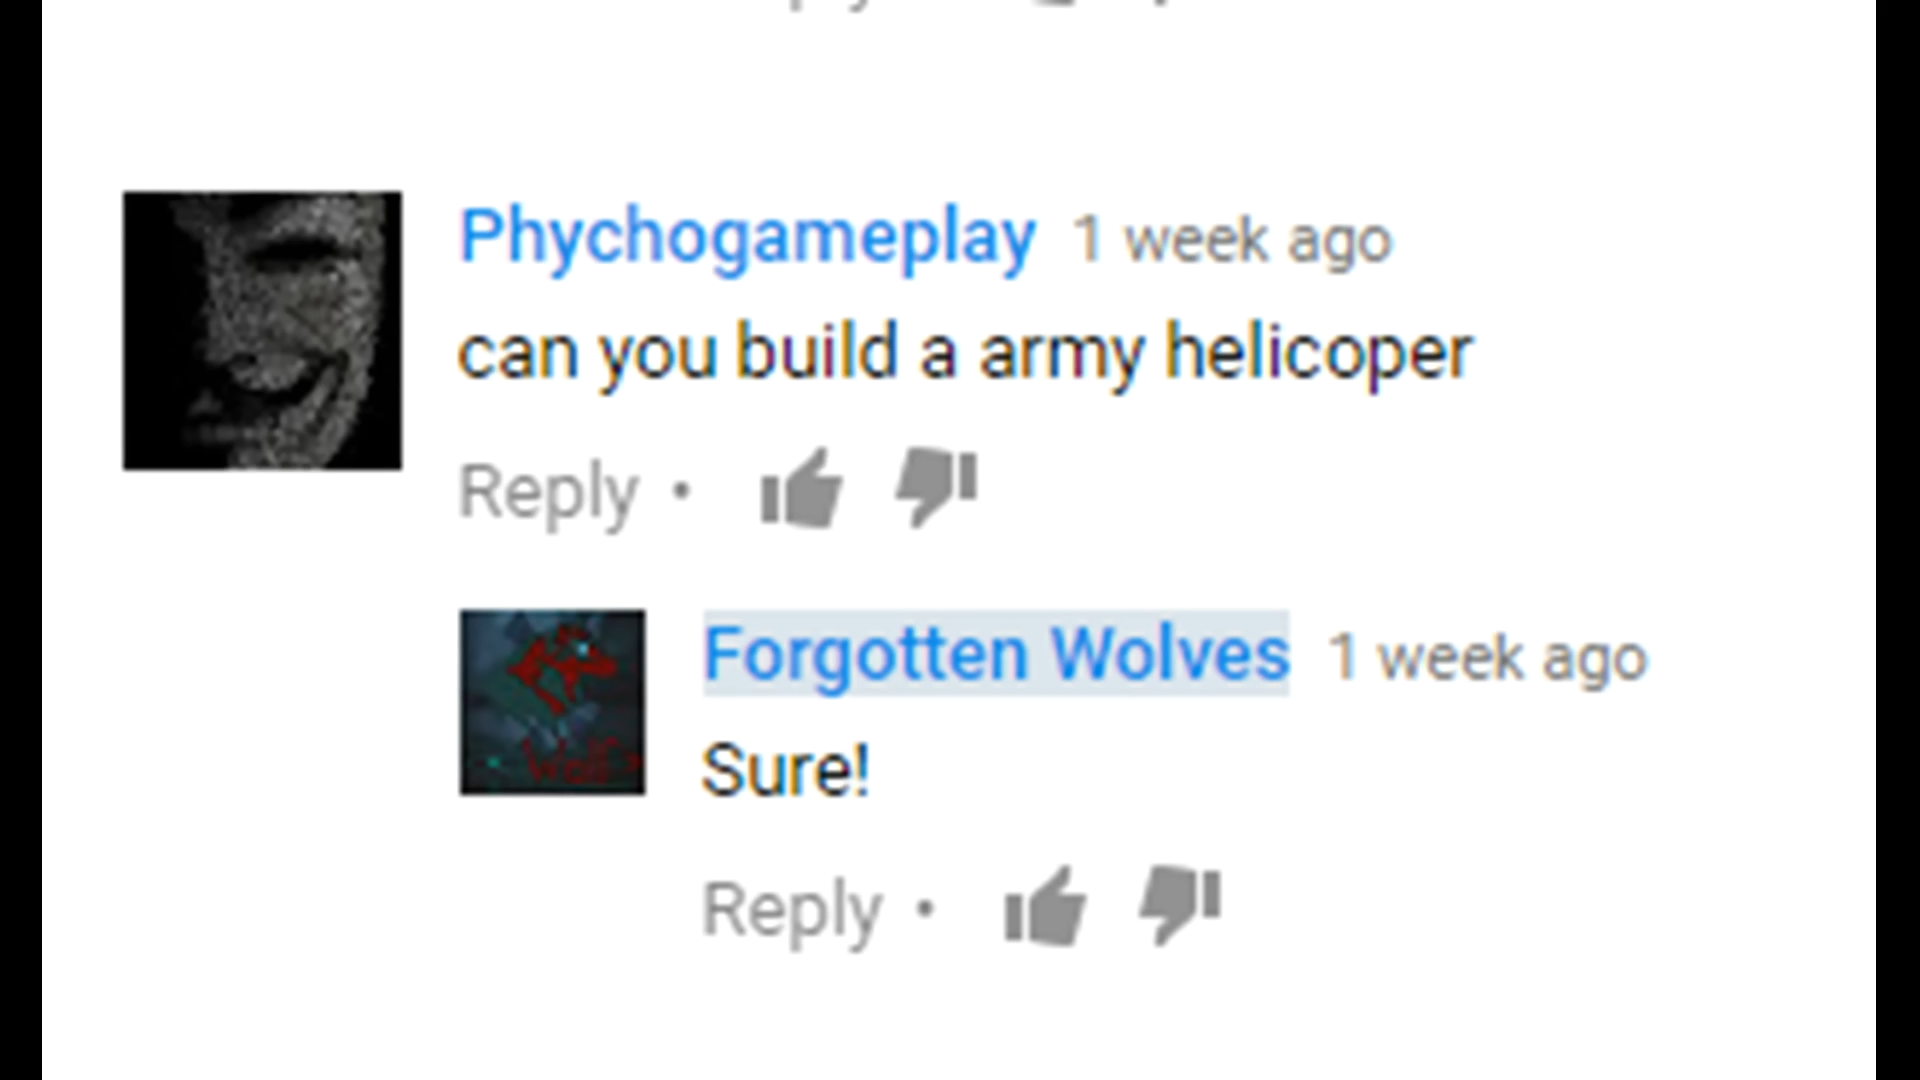 Phychogameplay 1 week ago
can you build a army helicoper
Reply •
Forgotten Wolves 1 week ago
Sure!
Reply •